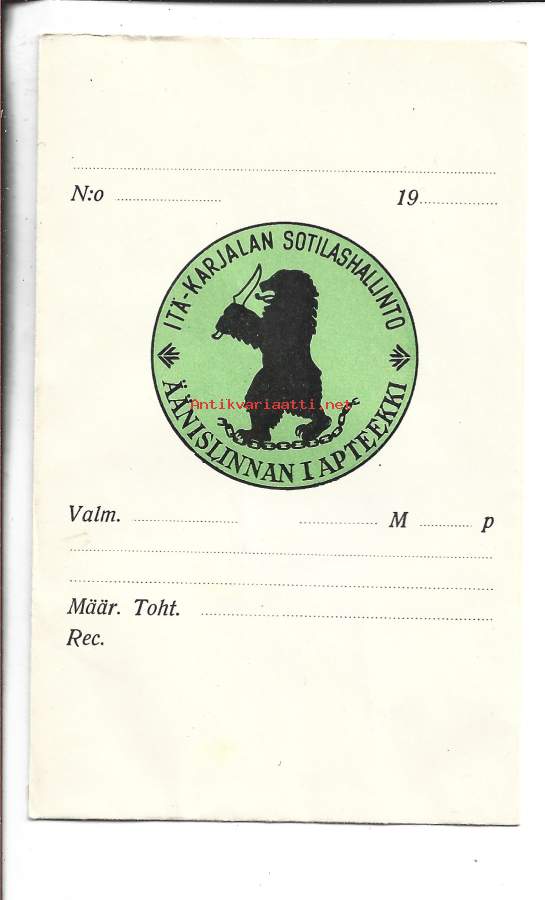 N:o 19
ITÄ-KARJALAN SOTILASHALLINTO
Antikvariaatti.net
ÄÄNISLINNAN I APTEEKKI
Valm. M p
Määr. Toht.
Rec.